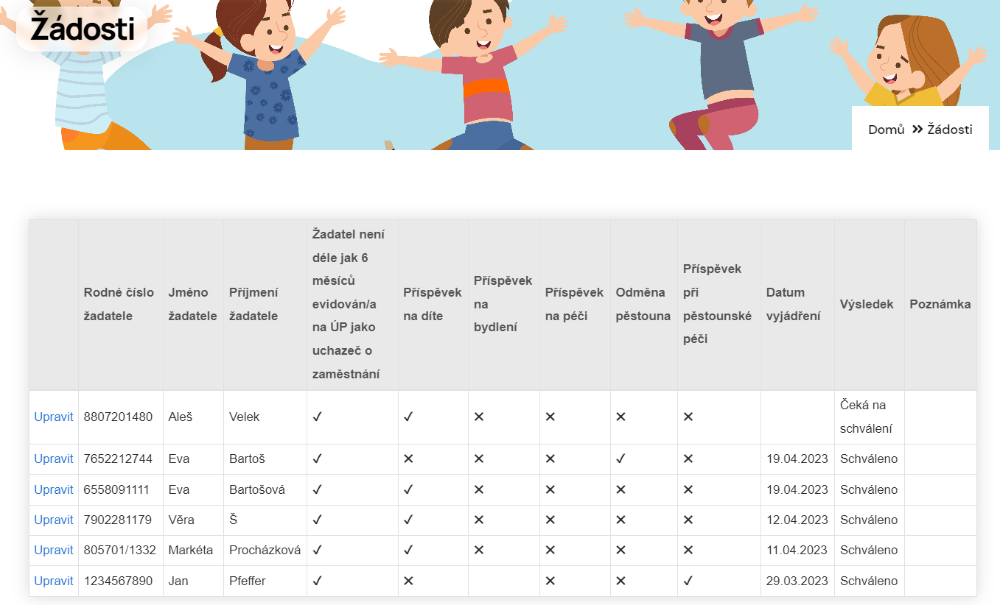 Žádosti
Domů » Žádosti
Rodné číslo žadatele | Jméno žadatele | Příjmení žadatele | Žadatel není déle jak 6 měsíců evidován/a na ÚP jako uchazeč o zaměstnání | Příspěvek na díte | Příspěvek na bydlení | Příspěvek na péči | Odměna pěstouna | Příspěvek při pěstounské péči | Datum vyjádření | Výsledek | Poznámka
Upravit | 8807201480 | Aleš | Velek | ✓ | ✓ | ✕ | ✕ | ✕ | ✕ | | Čeká na schválení |
Upravit | 7652212744 | Eva | Bartoš | ✓ | ✕ | ✕ | ✕ | ✓ | ✕ | 19.04.2023 | Schváleno |
Upravit | 6558091111 | Eva | Bartošová | ✓ | ✓ | ✕ | ✕ | ✕ | ✕ | 19.04.2023 | Schváleno |
Upravit | 7902281179 | Věra | Š | ✓ | ✓ | ✕ | ✕ | ✕ | ✕ | 12.04.2023 | Schváleno |
Upravit | 805701/1332 | Markéta | Procházková | ✓ | ✓ | ✕ | ✕ | ✕ | ✕ | 11.04.2023 | Schváleno |
Upravit | 1234567890 | Jan | Pfeffer | ✓ | ✕ | | ✕ | ✕ | ✓ | 29.03.2023 | Schváleno |